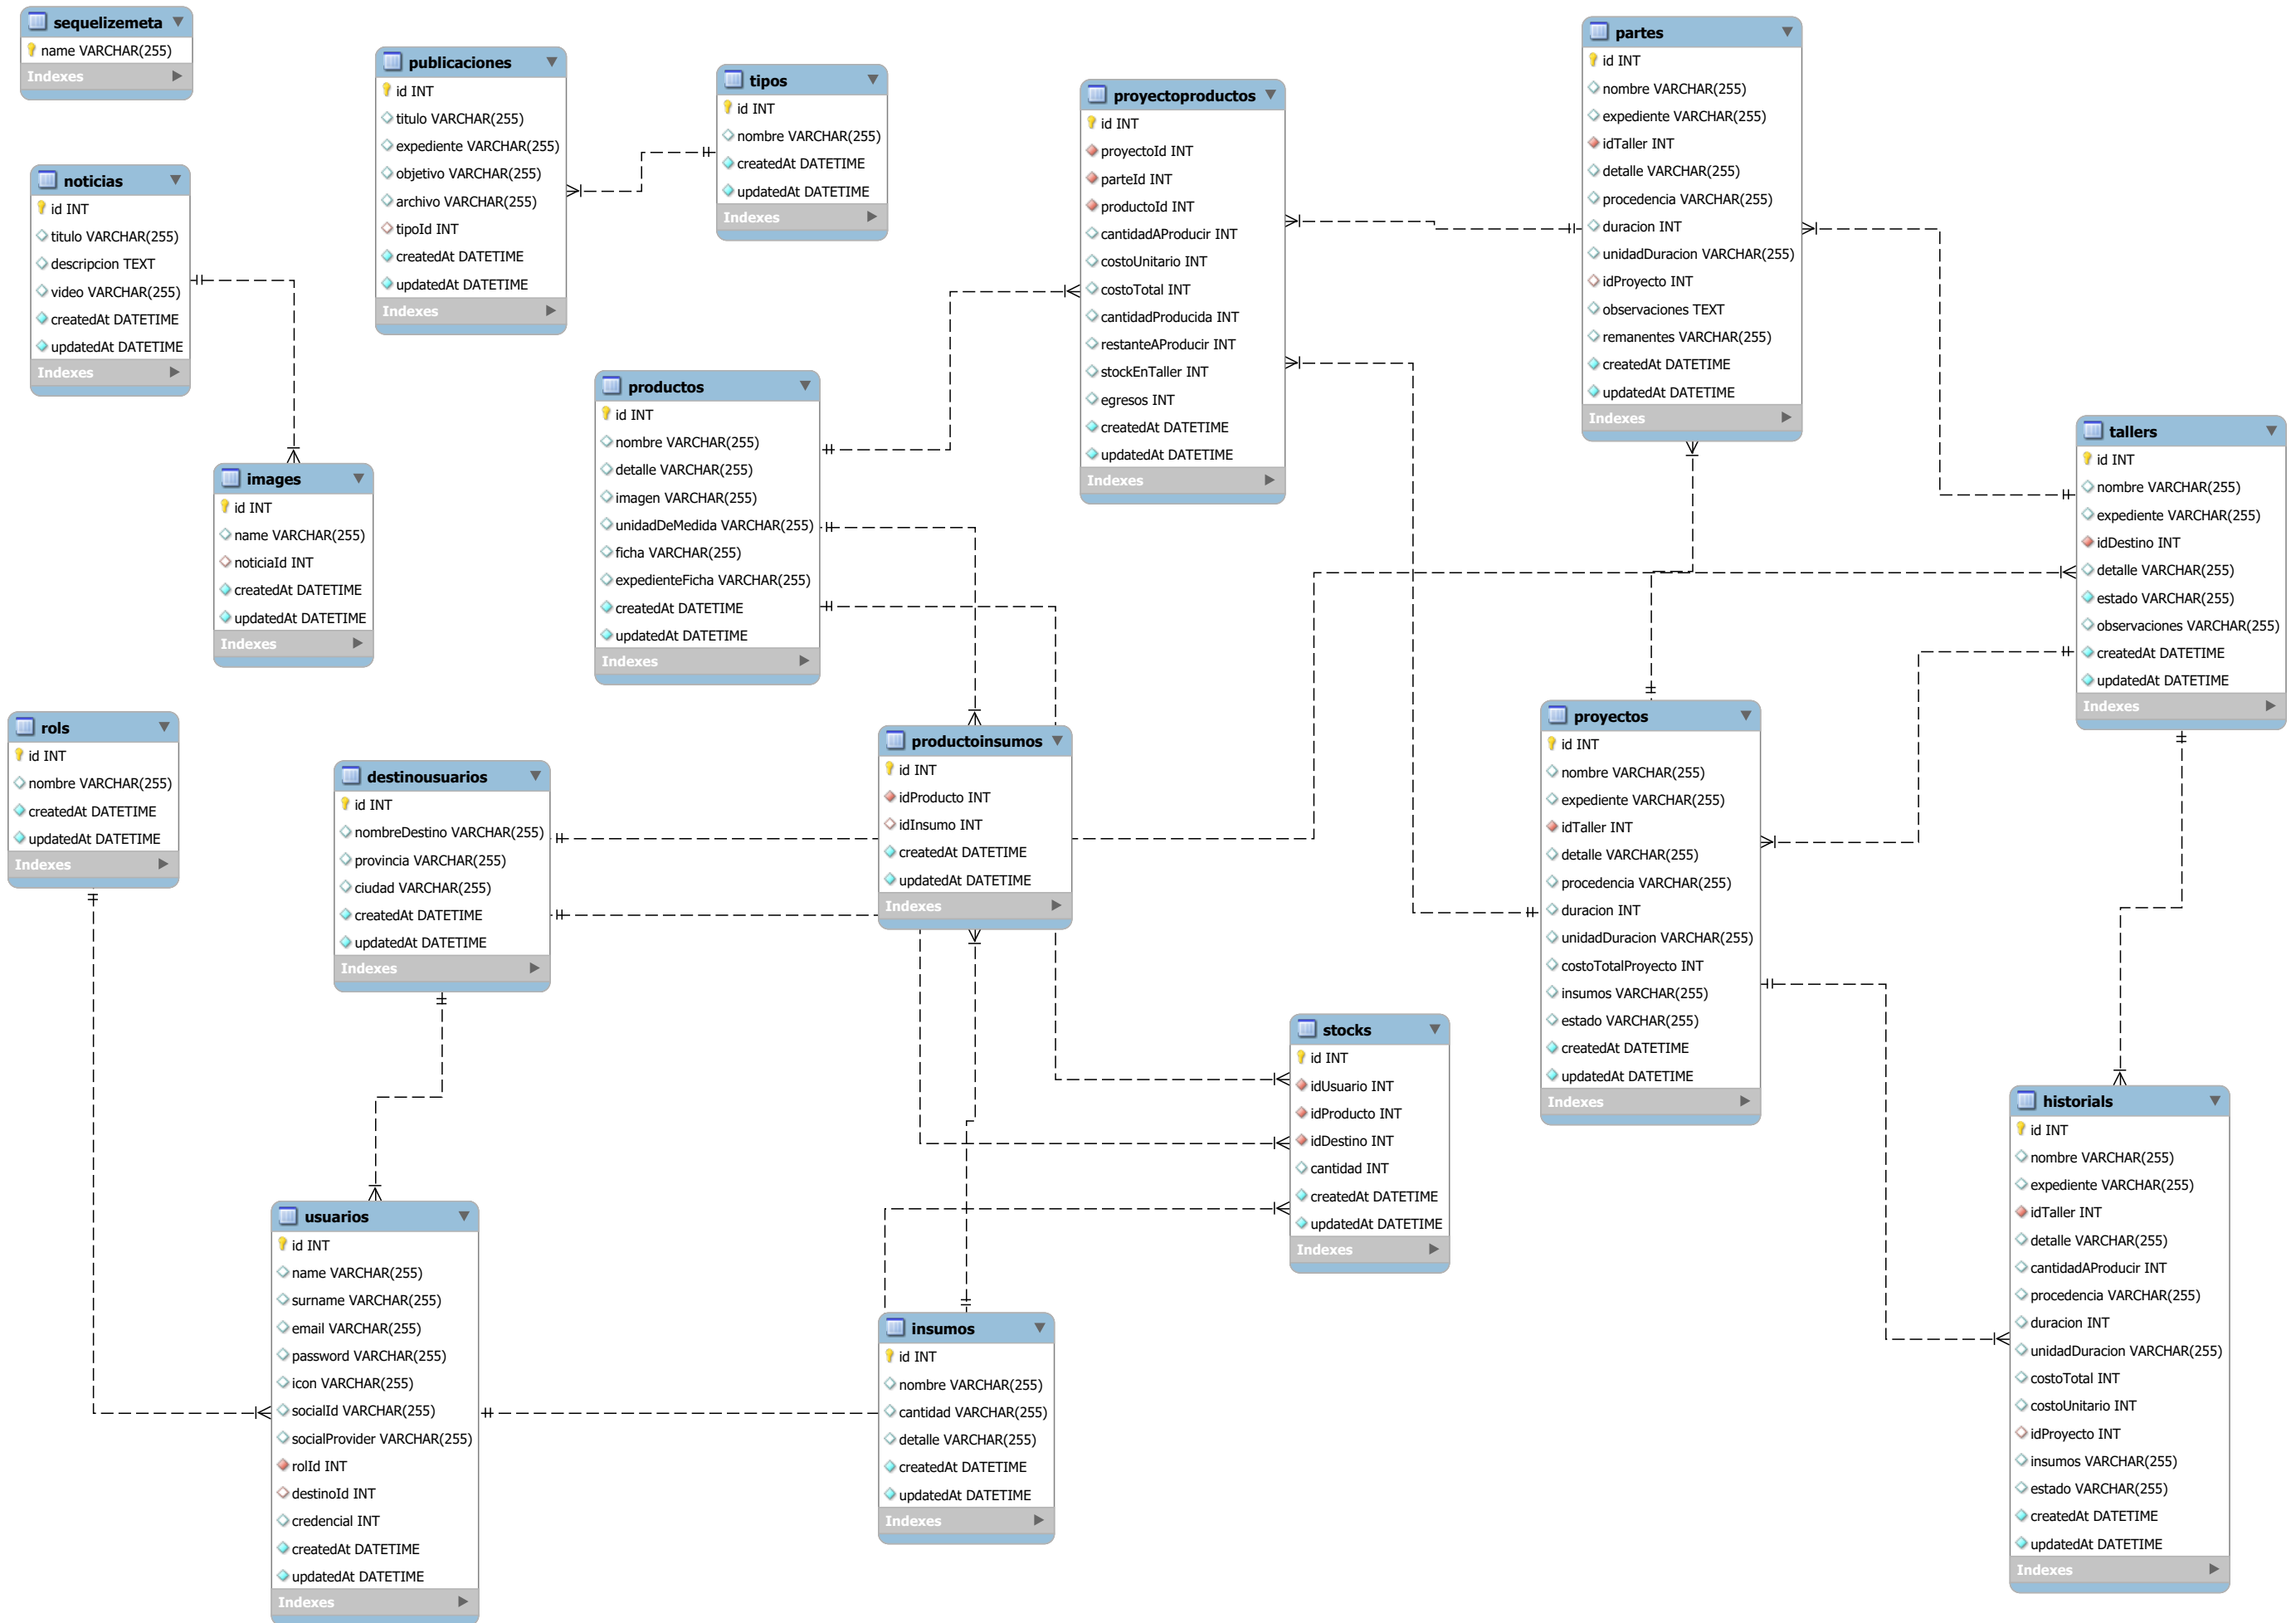 sequelizemeta
name VARCHAR(255)
Indexes
publicaciones
id INT
titulo VARCHAR(255)
expediente VARCHAR(255)
objetivo VARCHAR(255)
archivo VARCHAR(255)
tipoId INT
createdAt DATETIME
updatedAt DATETIME
Indexes
tipos
id INT
nombre VARCHAR(255)
createdAt DATETIME
updatedAt DATETIME
Indexes
proyectoproductos
id INT
proyectoId INT
parteId INT
productoId INT
cantidadAProducir INT
costoUnitario INT
costoTotal INT
cantidadProducida INT
restanteAProducir INT
stockEnTaller INT
egresos INT
createdAt DATETIME
updatedAt DATETIME
Indexes
partes
id INT
nombre VARCHAR(255)
expediente VARCHAR(255)
idTaller INT
detalle VARCHAR(255)
procedencia VARCHAR(255)
duracion INT
unidadDuracion VARCHAR(255)
idProyecto INT
observaciones TEXT
remanentes VARCHAR(255)
createdAt DATETIME
updatedAt DATETIME
Indexes
noticias
id INT
titulo VARCHAR(255)
descripcion TEXT
video VARCHAR(255)
createdAt DATETIME
updatedAt DATETIME
Indexes
images
id INT
name VARCHAR(255)
noticiaId INT
createdAt DATETIME
updatedAt DATETIME
Indexes
productos
id INT
nombre VARCHAR(255)
detalle VARCHAR(255)
imagen VARCHAR(255)
unidadDeMedida VARCHAR(255)
ficha VARCHAR(255)
expedienteFicha VARCHAR(255)
createdAt DATETIME
updatedAt DATETIME
Indexes
tallers
id INT
nombre VARCHAR(255)
expediente VARCHAR(255)
idDestino INT
detalle VARCHAR(255)
estado VARCHAR(255)
observaciones VARCHAR(255)
createdAt DATETIME
updatedAt DATETIME
Indexes
rols
id INT
nombre VARCHAR(255)
createdAt DATETIME
updatedAt DATETIME
Indexes
destinousuarios
id INT
nombreDestino VARCHAR(255)
provincia VARCHAR(255)
ciudad VARCHAR(255)
createdAt DATETIME
updatedAt DATETIME
Indexes
productoinsumos
id INT
idProducto INT
idInsumo INT
createdAt DATETIME
updatedAt DATETIME
Indexes
proyectos
id INT
nombre VARCHAR(255)
expediente VARCHAR(255)
idTaller INT
detalle VARCHAR(255)
procedencia VARCHAR(255)
duracion INT
unidadDuracion VARCHAR(255)
costoTotalProyecto INT
insumos VARCHAR(255)
estado VARCHAR(255)
createdAt DATETIME
updatedAt DATETIME
Indexes
stocks
id INT
idUsuario INT
idProducto INT
idDestino INT
cantidad INT
createdAt DATETIME
updatedAt DATETIME
Indexes
historials
id INT
nombre VARCHAR(255)
expediente VARCHAR(255)
idTaller INT
detalle VARCHAR(255)
cantidadAProducir INT
procedencia VARCHAR(255)
duracion INT
unidadDuracion VARCHAR(255)
costoTotal INT
costoUnitario INT
idProyecto INT
insumos VARCHAR(255)
estado VARCHAR(255)
createdAt DATETIME
updatedAt DATETIME
Indexes
usuarios
id INT
name VARCHAR(255)
surname VARCHAR(255)
email VARCHAR(255)
password VARCHAR(255)
icon VARCHAR(255)
socialId VARCHAR(255)
socialProvider VARCHAR(255)
rolId INT
destinoId INT
credencial INT
createdAt DATETIME
updatedAt DATETIME
Indexes
insumos
id INT
nombre VARCHAR(255)
cantidad VARCHAR(255)
detalle VARCHAR(255)
createdAt DATETIME
updatedAt DATETIME
Indexes